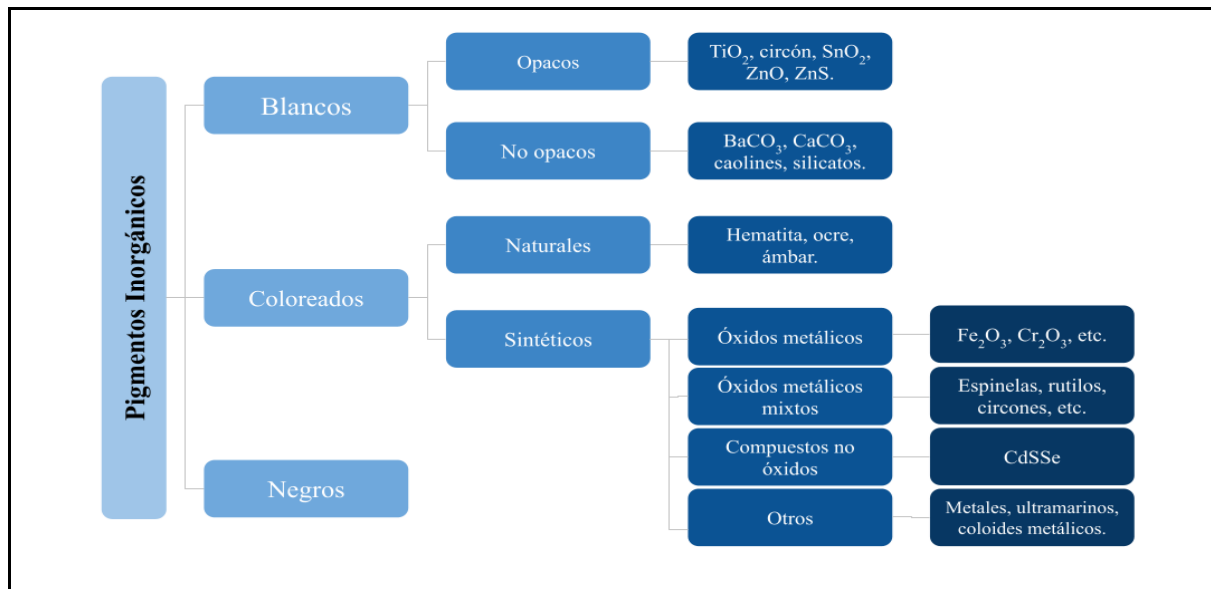 Pigmentos Inorgánicos
Blancos
Opacos
TiO₂, circón, SnO₂,
ZnO, ZnS.
No opacos
BaCO₃, CaCO₃,
caolines, silicatos.
Coloreados
Naturales
Hematita, ocre,
ámbar.
Sintéticos
Óxidos metálicos
Fe₂O₃, Cr₂O₃, etc.
Óxidos metálicos
mixtos
Espinelas, rutilos,
circones, etc.
Compuestos no
óxidos
CdSSe
Otros
Metales, ultramarinos,
coloides metálicos.
Negros